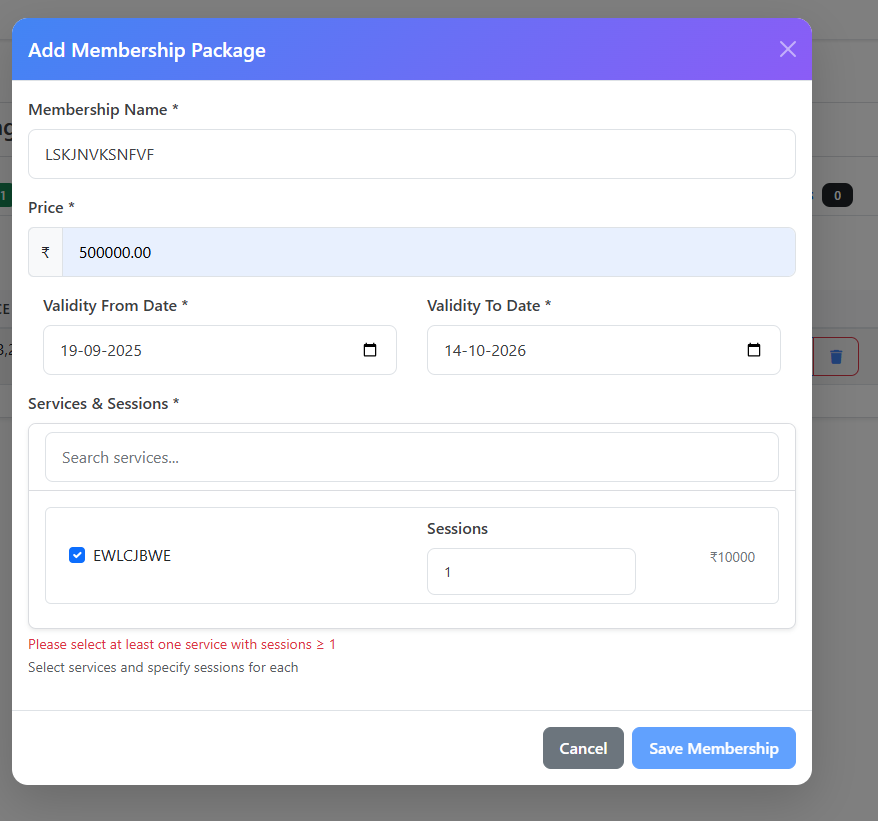 Add Membership Package
Membership Name *
LSKJNVKSNFVF
Price *
1
0
₹ 500000.00
Validity From Date * Validity To Date *
19-09-2025 14-10-2026
Services & Sessions *
Search services...
Sessions
EWLCJBWE
1
₹10000
Please select at least one service with sessions ≥ 1
Select services and specify sessions for each
Cancel Save Membership